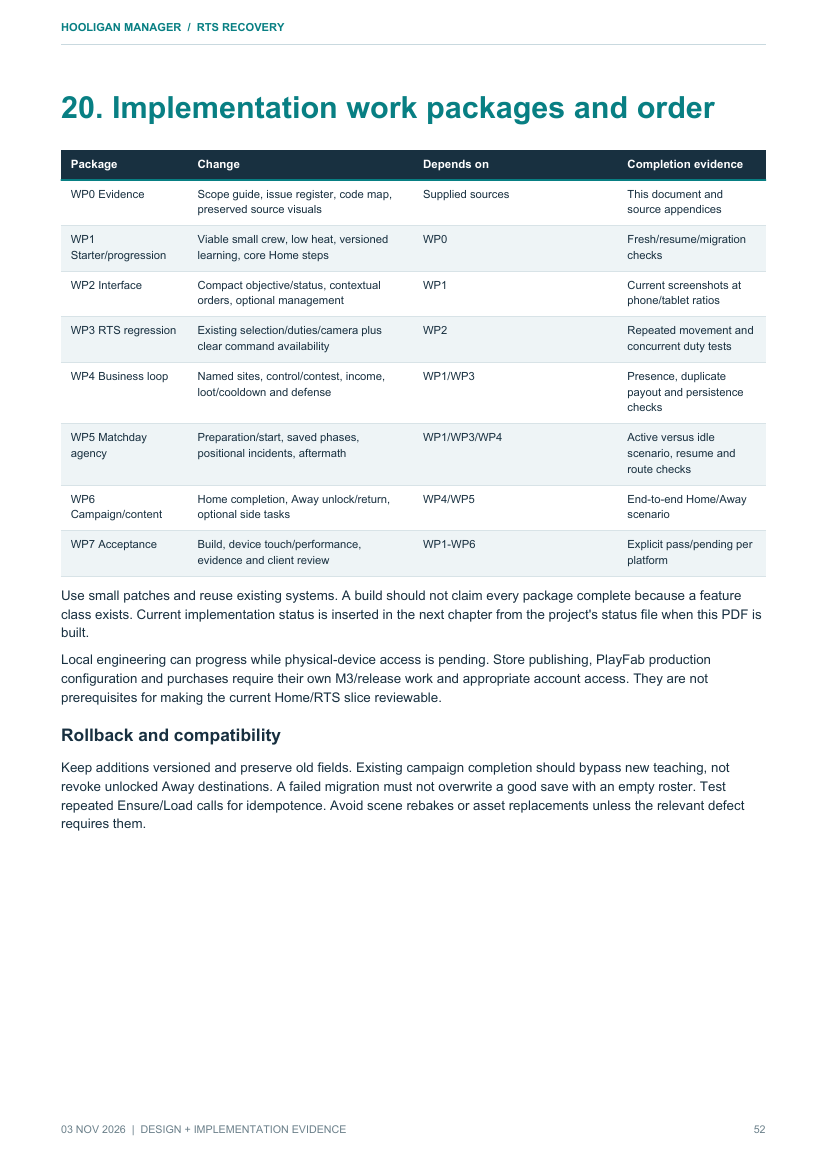 HOOLIGAN MANAGER / RTS RECOVERY
20. Implementation work packages and order
Package Change Depends on Completion evidence
WP0 Evidence Scope guide, issue register, code map, Supplied sources This document and
preserved source visuals source appendices
WP1 Viable small crew, low heat, versioned WP0 Fresh/resume/migration
Starter/progression learning, core Home steps checks
WP2 Interface Compact objective/status, contextual WP1 Current screenshots at
orders, optional management phone/tablet ratios
WP3 RTS regression Existing selection/duties/camera plus WP2 Repeated movement and
clear command availability concurrent duty tests
WP4 Business loop Named sites, control/contest, income, WP1/WP3 Presence, duplicate
loot/cooldown and defense payout and persistence
checks
WP5 Matchday Preparation/start, saved phases, WP1/WP3/WP4 Active versus idle
agency positional incidents, aftermath scenario, resume and
route checks
WP6 Home completion, Away unlock/return, WP4/WP5 End-to-end Home/Away
Campaign/content optional side tasks scenario
WP7 Acceptance Build, device touch/performance, WP1-WP6 Explicit pass/pending per
evidence and client review platform
Use small patches and reuse existing systems. A build should not claim every package complete because a feature
class exists. Current implementation status is inserted in the next chapter from the project's status file when this PDF is
built.
Local engineering can progress while physical-device access is pending. Store publishing, PlayFab production
configuration and purchases require their own M3/release work and appropriate account access. They are not
prerequisites for making the current Home/RTS slice reviewable.
Rollback and compatibility
Keep additions versioned and preserve old fields. Existing campaign completion should bypass new teaching, not
revoke unlocked Away destinations. A failed migration must not overwrite a good save with an empty roster. Test
repeated Ensure/Load calls for idempotence. Avoid scene rebakes or asset replacements unless the relevant defect
requires them.
03 NOV 2026 | DESIGN + IMPLEMENTATION EVIDENCE 52